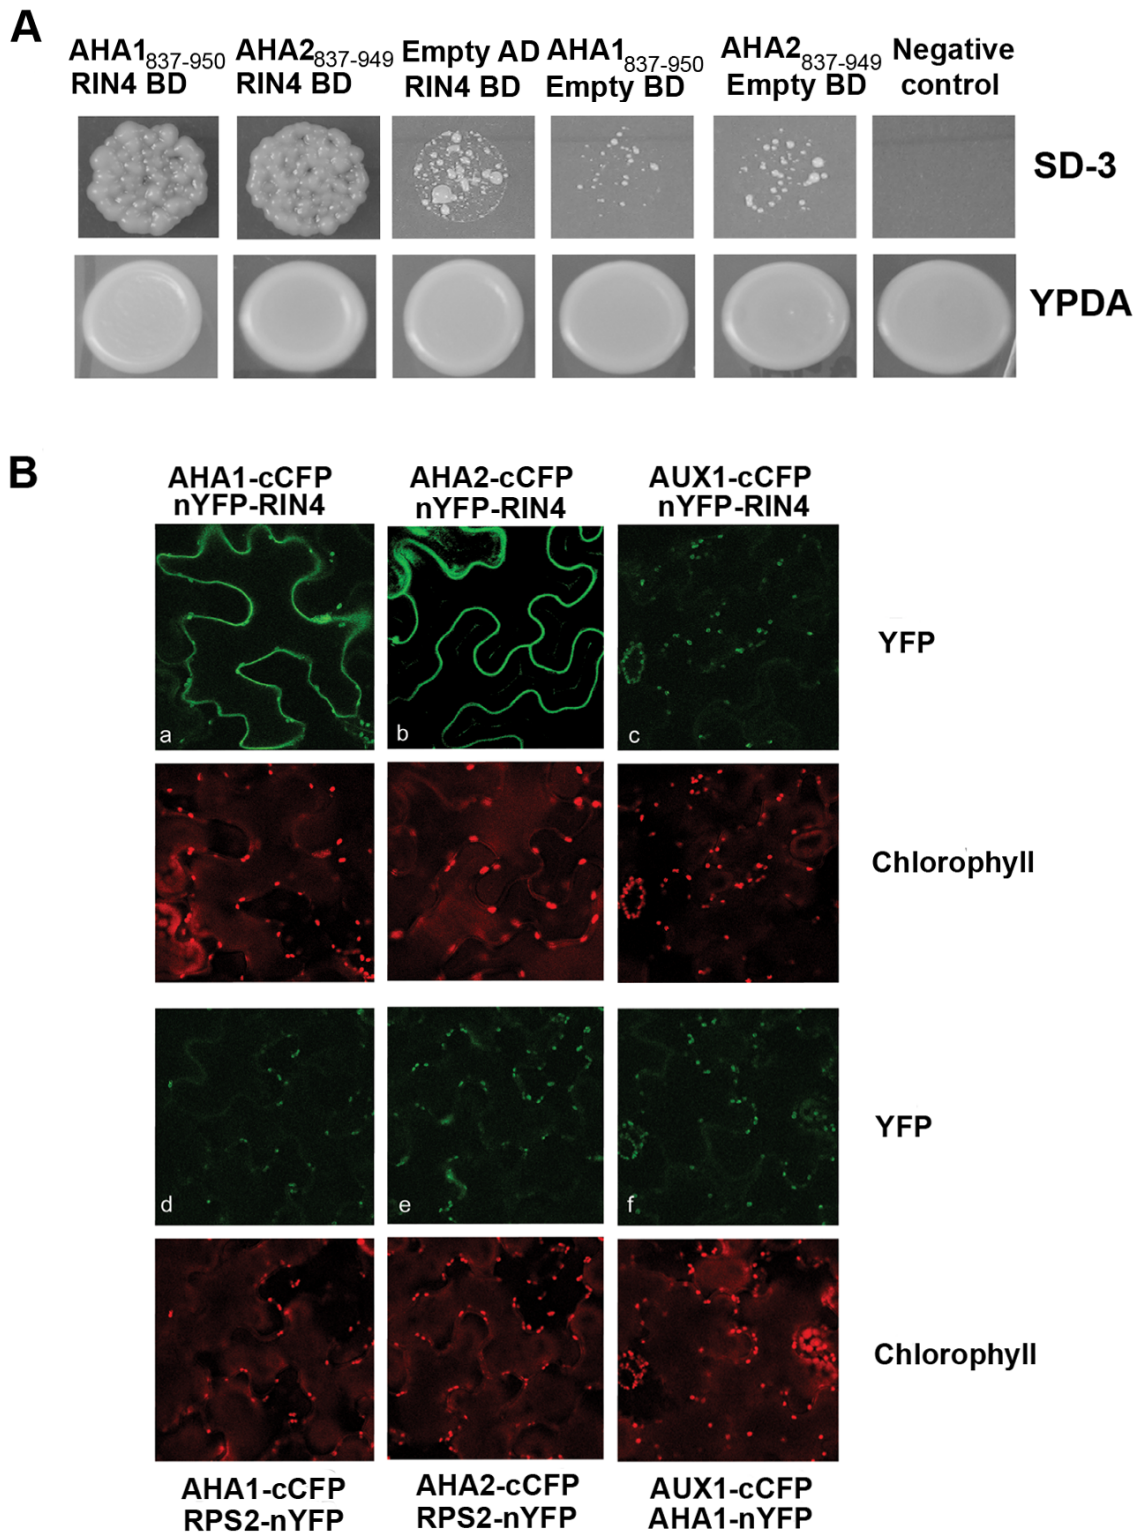 A
AHA1837-950 AHA2837-949 Empty AD AHA1837-950 AHA2837-949 Negative
RIN4 BD RIN4 BD RIN4 BD Empty BD Empty BD control
SD-3
YPDA
B
AHA1-cCFP AHA2-cCFP AUX1-cCFP
nYFP-RIN4 nYFP-RIN4 nYFP-RIN4
YFP
a b c
Chlorophyll
YFP
d e f
Chlorophyll
AHA1-cCFP AHA2-cCFP AUX1-cCFP
RPS2-nYFP RPS2-nYFP AHA1-nYFP